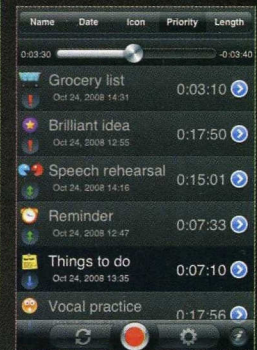 Name Date Icon Priority Length
0:03:30 -0:03:40
Grocery list
Oct 24, 2008 14:31
0:03:10
Brilliant idea
Oct 24, 2008 12:55
0:17:50
Speech rehearsal
Oct 24, 2008 14:16
0:15:01
Reminder
Oct 24, 2008 12:47
0:07:33
Things to do
Oct 24, 2008 13:35
0:07:10
Vocal practice
0:17:56